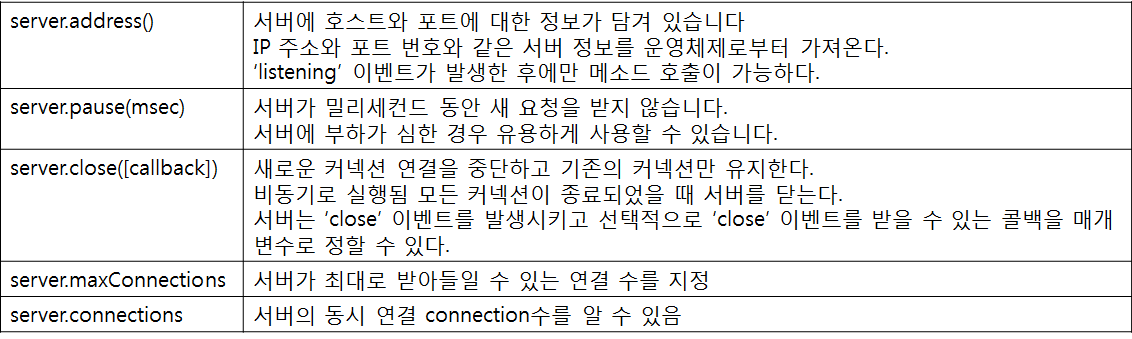 server.address()
서버에 호스트와 포트에 대한 정보가 담겨 있습니다
IP 주소와 포트 번호와 같은 서버 정보를 운영체제로부터 가져온다.
‘listening’ 이벤트가 발생한 후에만 메소드 호출이 가능하다.
server.pause(msec)
서버가 밀리세컨드 동안 새 요청을 받지 않습니다.
서버에 부하가 심한 경우 유용하게 사용할 수 있습니다.
server.close([callback])
새로운 커넥션 연결을 중단하고 기존의 커넥션만 유지한다.
비동기로 실행됨 모든 커넥션이 종료되었을 때 서버를 닫는다.
서버는 ‘close’ 이벤트를 발생시키고 선택적으로 ‘close’ 이벤트를 받을 수 있는 콜백을 매개
변수로 정할 수 있다.
server.maxConnections
서버가 최대로 받아들일 수 있는 연결 수를 지정
server.connections
서버의 동시 연결 connection수를 알 수 있음